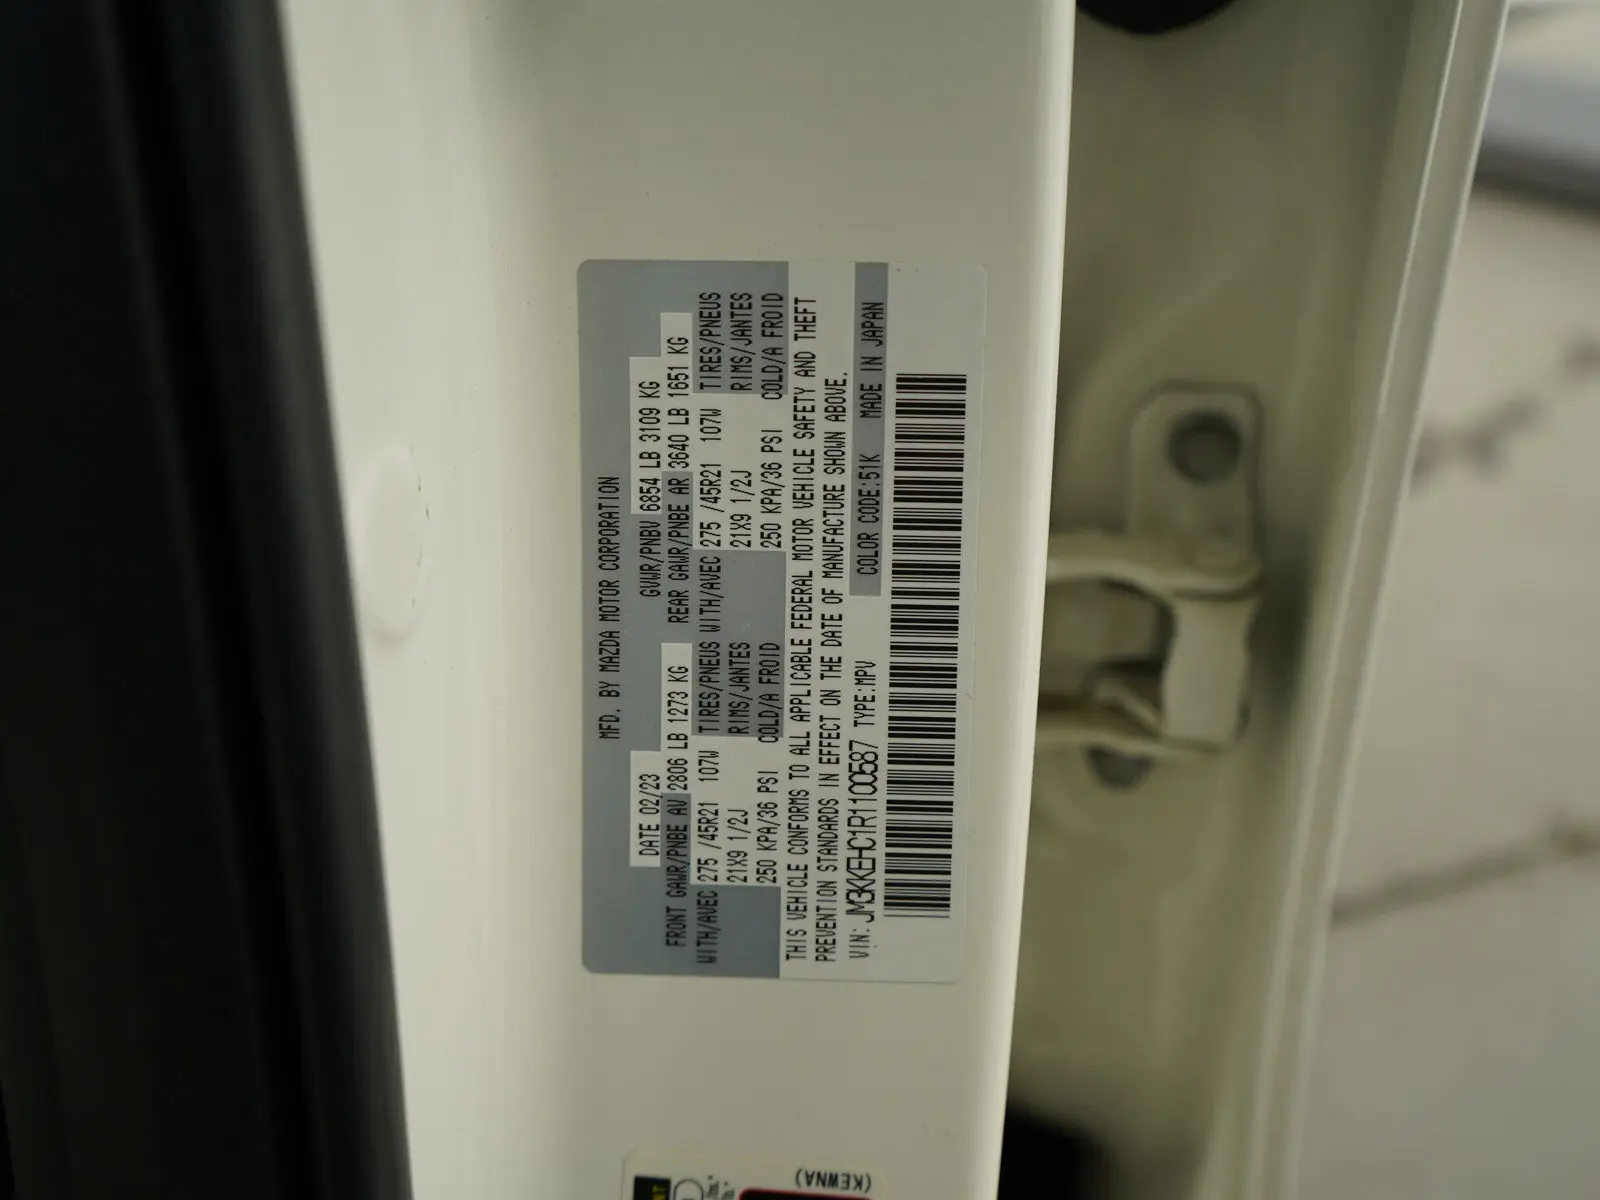 MFD. BY MAZDA MOTOR CORPORATION
DATE 02/23 GVWR/PNBV 6854 LB 3109 KG
FRONT GAWR/PNBE AV 2806 LB 1273 KG REAR GAWR/PNBE AR 3640 LB 1651 KG
WITH/AVEC 275 /45R21 107W TIRES/PNEUS WITH/AVEC 275 /45R21 107W TIRES/PNEUS
21X9 1/2J RIMS/JANTES 21X9 1/2J RIMS/JANTES
250 KPA/36 PSI COLD/A FROID 250 KPA/36 PSI COLD/A FROID
THIS VEHICLE CONFORMS TO ALL APPLICABLE FEDERAL MOTOR VEHICLE SAFETY AND THEFT
PREVENTION STANDARDS IN EFFECT ON THE DATE OF MANUFACTURE SHOWN ABOVE.
VIN: JM3KKEHC1R1100587 TYPE:MPV COLOR CODE:51K MADE IN JAPAN
(KEWNA)